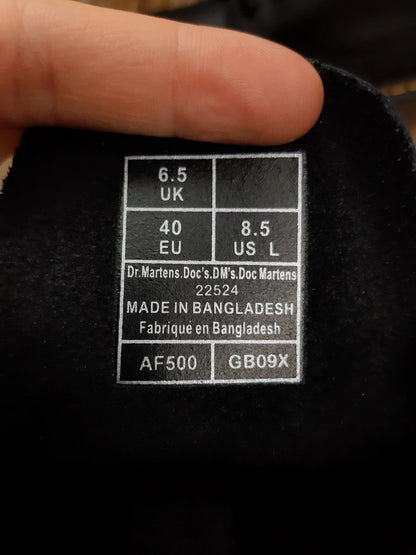 6.5
UK
40
EU
8.5
US L
Dr.Martens.Doc's.DM's.Doc Martens
22524
MADE IN BANGLADESH
Fabriqué en Bangladesh
AF500
GB09X